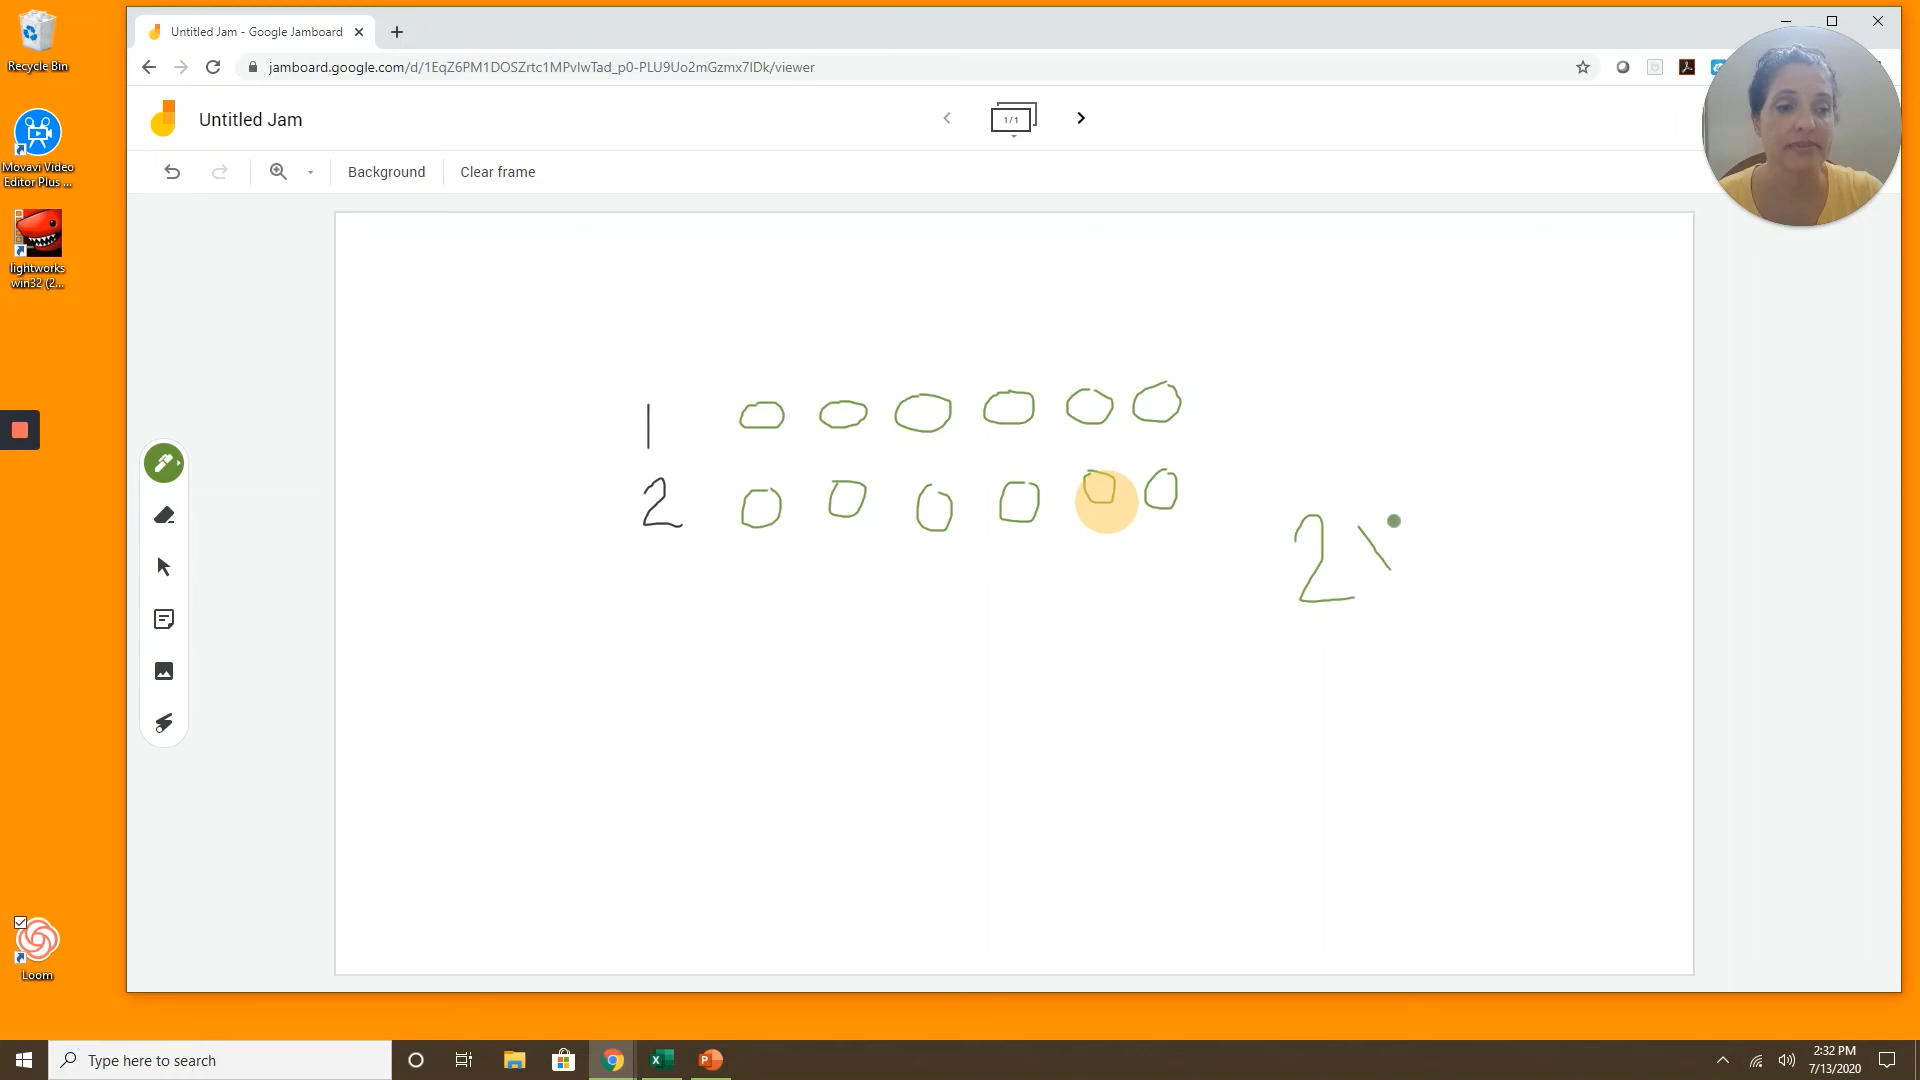 Recycle Bin
Movavi Video
Editor Plus ...
lightworks
win32 (2...
Loom
Untitled Jam - Google Jamboard
jamboard.google.com/d/1EqZ6PM1DOSZrtc1MPvlwTad_p0-PLU9Uo2mGzmx7lDk/viewer
Untitled Jam
1/1
Background
Clear frame
1
2
2
Type here to search
2:32 PM
7/13/2020